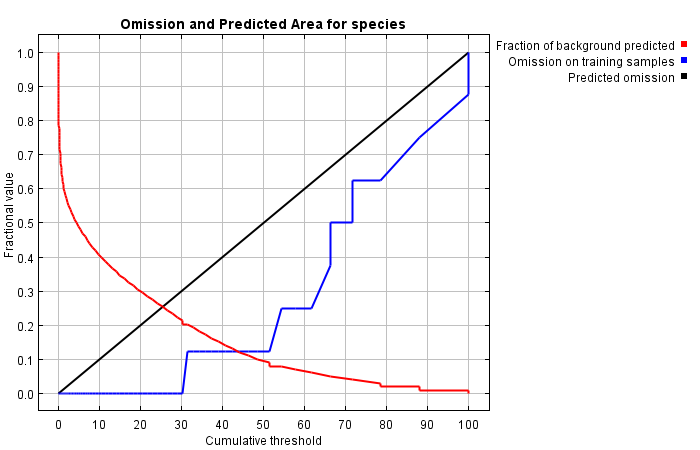 Omission and Predicted Area for species
Fraction of background predicted
Omission on training samples
Predicted omission
1.0
0.9
0.8
0.7
0.6
0.5
0.4
0.3
0.2
0.1
0.0
Fractional value
0 10 20 30 40 50 60 70 80 90 100
Cumulative threshold